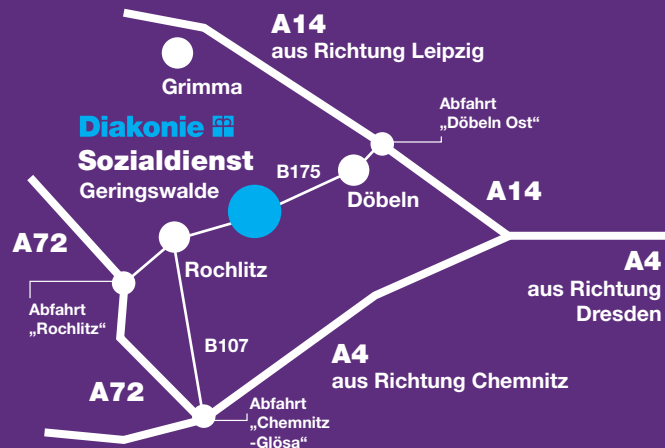 A14
aus Richtung Leipzig
Grimma
Diakonie
Sozialdienst
Geringswalde
Abfahrt
„Döbeln Ost“
B175
Döbeln
A14
A72
Rochlitz
A4
aus Richtung
Dresden
Abfahrt
„Rochlitz“
B107
A4
aus Richtung Chemnitz
A72
Abfahrt
„Chemnitz
-Glösa“